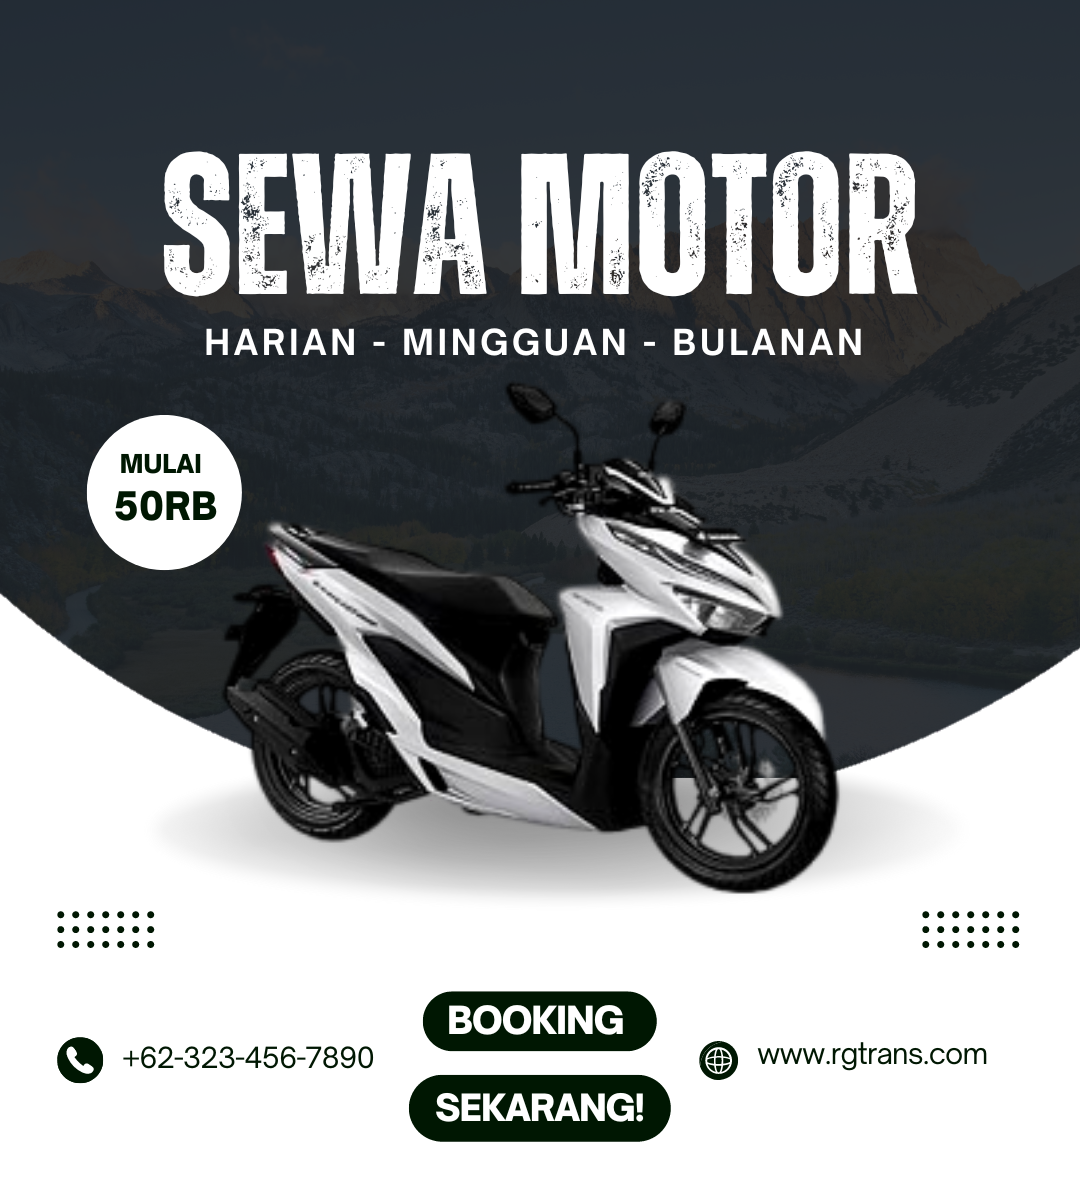 SEWA MOTOR
HARIAN - MINGGUAN - BULANAN
MULAI
50RB
BOOKING
SEKARANG!
+62-323-456-7890
www.rgtrans.com